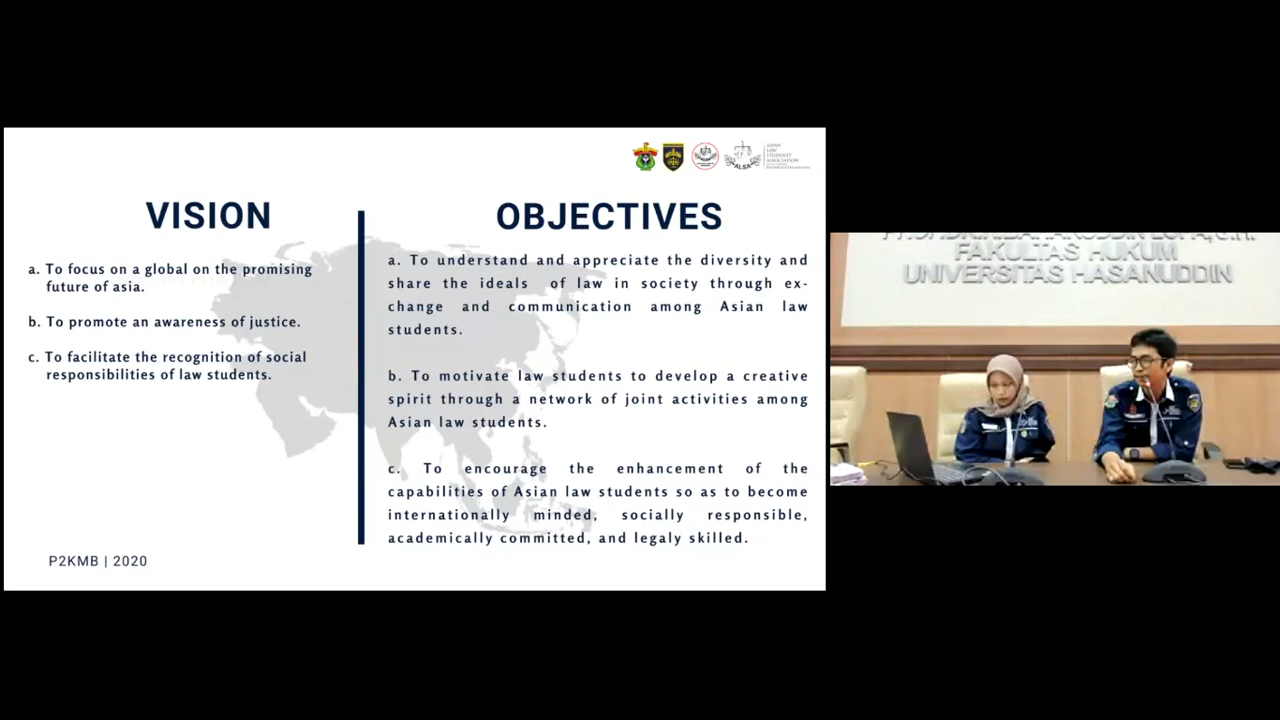 ASIAN
LAW
STUDENTS'
ASSOCIATION
ALSA
VISION
a. To focus on a global on the promising
future of asia.
b. To promote an awareness of justice.
c. To facilitate the recognition of social
responsibilities of law students.
OBJECTIVES
a. To understand and appreciate the diversity and
share the ideals of law in society through ex-
change and communication among Asian law
students.
b. To motivate law students to develop a creative
spirit through a network of joint activities among
Asian law students.
c. To encourage the enhancement of the
capabilities of Asian law students so as to become
internationally minded, socially responsible,
academically committed, and legaly skilled.
P2KMB | 2020
FAKULTAS HUKUM
UNIVERSITAS HASANUDDIN